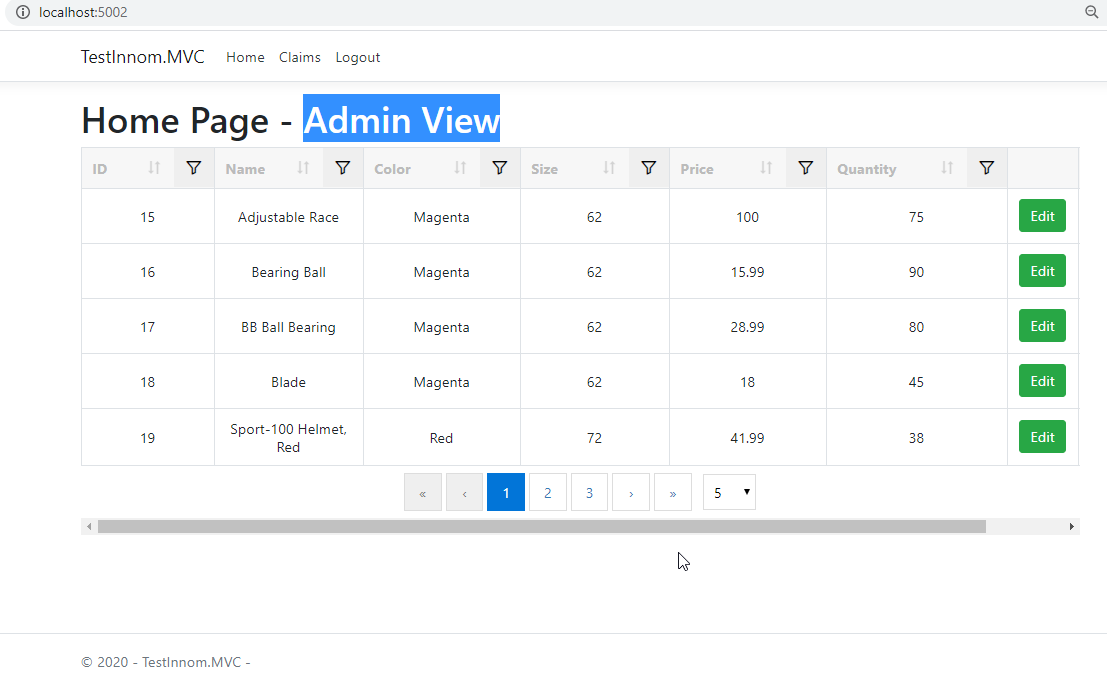 localhost:5002
TestInnom.MVC Home Claims Logout
Home Page - Admin View
ID Name Color Size Price Quantity
15 Adjustable Race Magenta 62 100 75 Edit
16 Bearing Ball Magenta 62 15.99 90 Edit
17 BB Ball Bearing Magenta 62 28.99 80 Edit
18 Blade Magenta 62 18 45 Edit
19 Sport-100 Helmet, Red Red 72 41.99 38 Edit
« ‹ 1 2 3 › » 5
© 2020 - TestInnom.MVC -